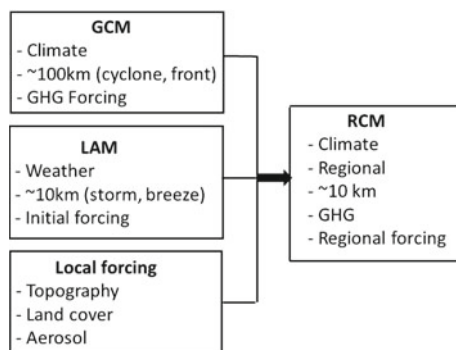 GCM
- Climate
- ~100km (cyclone, front)
- GHG Forcing
LAM
- Weather
- ~10km (storm, breeze)
- Initial forcing
Local forcing
- Topography
- Land cover
- Aerosol
RCM
- Climate
- Regional
- ~10 km
- GHG
- Regional forcing